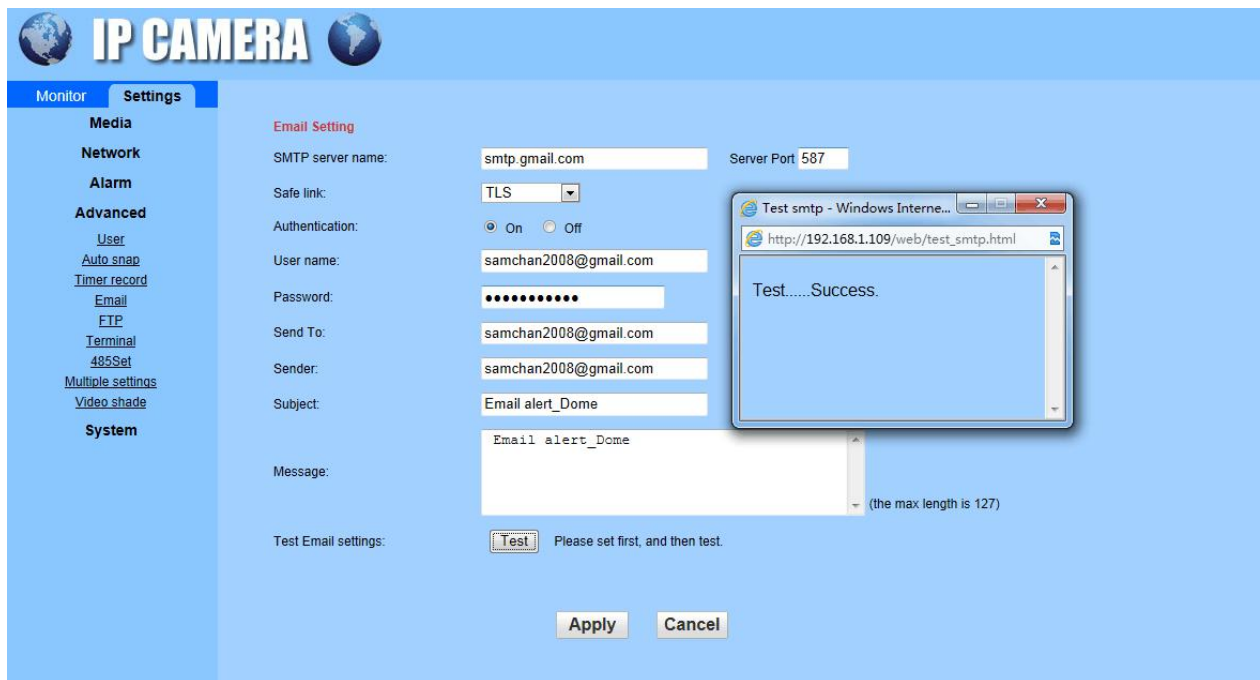 IP CAMERA
Monitor Settings
Media
Network
Alarm
Advanced
User
Auto snap
Timer record
Email
FTP
Terminal
485Set
Multiple settings
Video shade
System
Email Setting
SMTP server name: smtp.gmail.com Server Port 587
Safe link: TLS
Authentication: On Off
User name: samchan2008@gmail.com
Password: •••••••••••
Send To: samchan2008@gmail.com
Sender: samchan2008@gmail.com
Subject: Email alert_Dome
Message: Email alert_Dome
(the max length is 127)
Test Email settings: Test Please set first, and then test.
Apply Cancel
Test smtp - Windows Interne...
http://192.168.1.109/web/test_smtp.html
Test......Success.